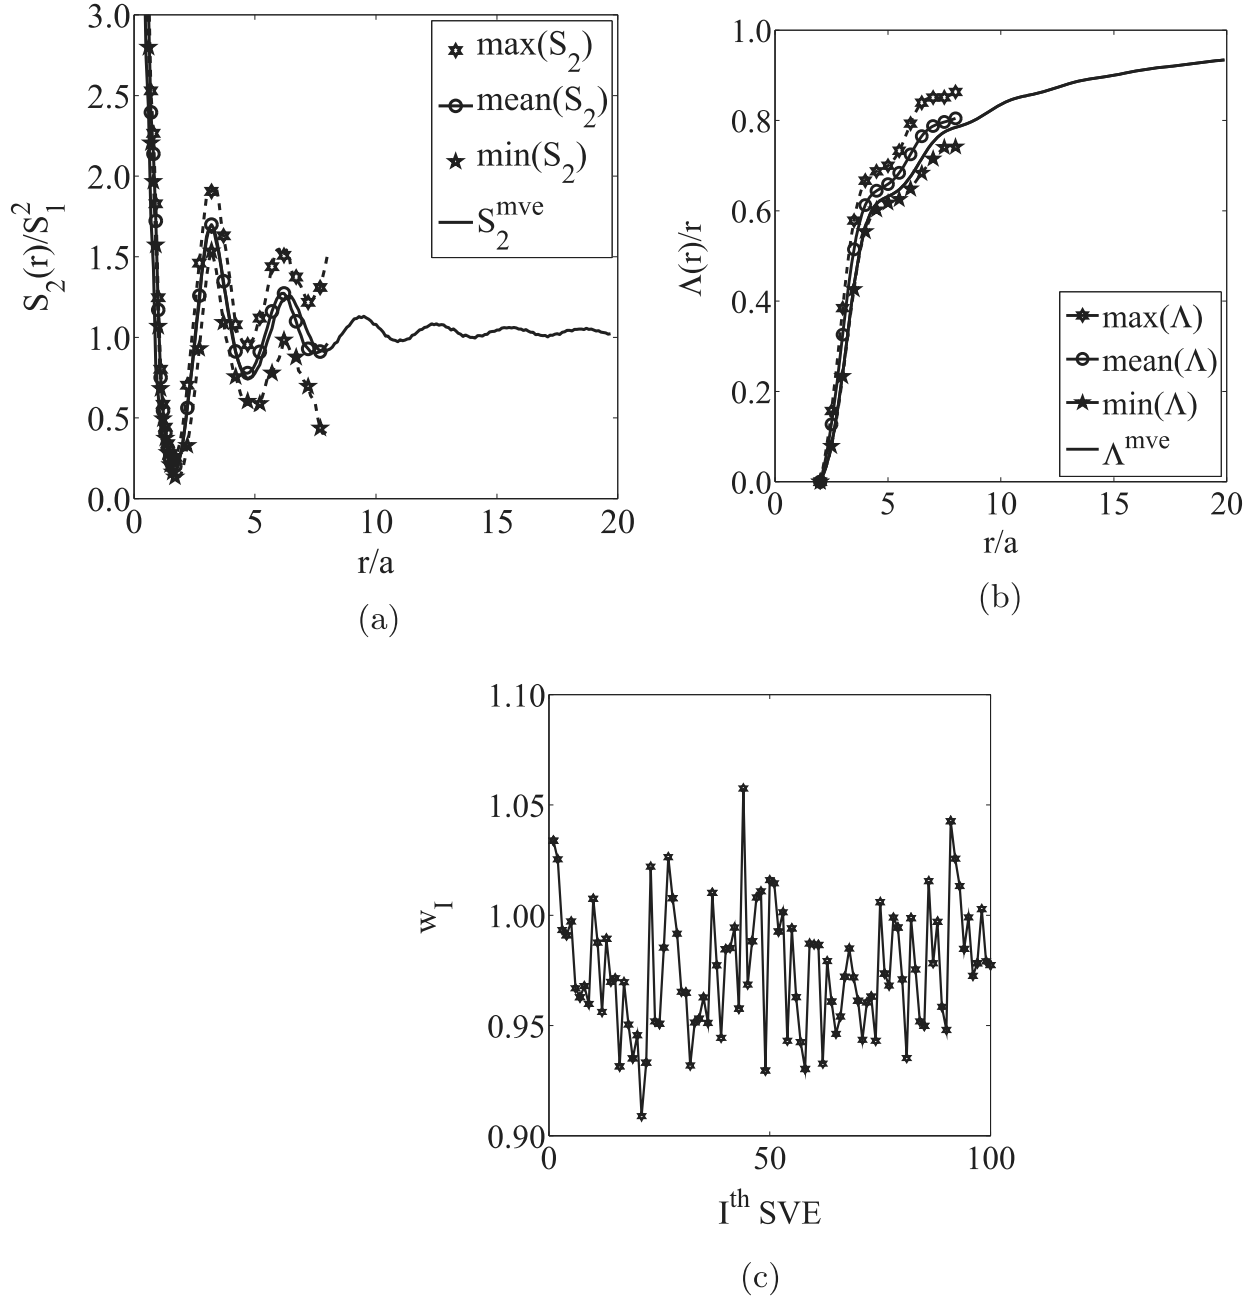 3.0
2.5
2.0
1.5
1.0
0.5
0.0
0 5 10 15 20
r/a
S2(r)/S1^2
max(S2)
mean(S2)
min(S2)
S2^mve
(a)
1.0
0.8
0.6
0.4
0.2
0.0
0 5 10 15 20
r/a
Λ(r)/r
max(Λ)
mean(Λ)
min(Λ)
Λ^mve
(b)
1.10
1.05
1.00
0.95
0.90
0 50 100
w_I
I^th SVE
(c)